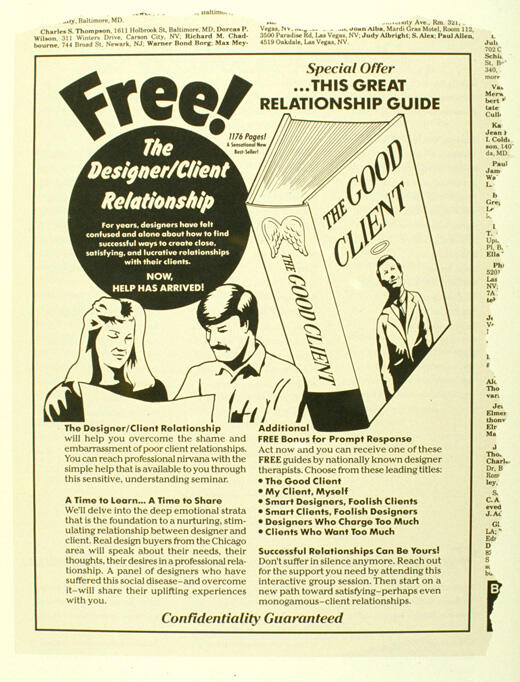 , Baltimore, MD.
Charles S. Thompson, 1611 Holbrook St, Baltimore, MD; Dorcas P.
Wilson, 311 Winters Drive, Carson City, NV; Richard M. Chad-
bourne, 744 Broad St, Newark, NJ; Warner Bond Borg; Max Mey-
Ave., Rm. 321,
Vegas, NV; Joan Alba, Mardi Gras Motel, Room 112,
3500 Paradise Rd, Las Vegas, NV; Judy Albright; S. Alex; Paul Allen,
4519 Oakdale, Las Vegas, NV.
Free!
Special Offer
...THIS GREAT
RELATIONSHIP GUIDE
1176 Pages!
A Sensational New
Best-Seller!
The
Designer/Client
Relationship
For years, designers have felt
confused and alone about how to find
successful ways to create close,
satisfying, and lucrative relationships
with their clients.
NOW,
HELP HAS ARRIVED!
THE GOOD
CLIENT
THE GOOD CLIENT
The Designer/Client Relationship
will help you overcome the shame and
embarrassment of poor client relationships.
You can reach professional nirvana with the
simple help that is available to you through
this sensitive, understanding seminar.
A Time to Learn... A Time to Share
We'll delve into the deep emotional strata
that is the foundation to a nurturing, stim-
ulating relationship between designer and
client. Real design buyers from the Chicago
area will speak about their needs, their
thoughts, their desires in a professional rela-
tionship. A panel of designers who have
suffered this social disease—and overcome
it—will share their uplifting experiences
with you.
Additional
FREE Bonus for Prompt Response
Act now and you can receive one of these
FREE guides by nationally known designer
therapists. Choose from these leading titles:
• The Good Client
• My Client, Myself
• Smart Designers, Foolish Clients
• Smart Clients, Foolish Designers
• Designers Who Charge Too Much
• Clients Who Want Too Much
Successful Relationships Can Be Yours!
Don't suffer in silence anymore. Reach out
for the support you need by attending this
interactive group session. Then start on a
new path toward satisfying—perhaps even
monogamous—client relationships.
Confidentiality Guaranteed